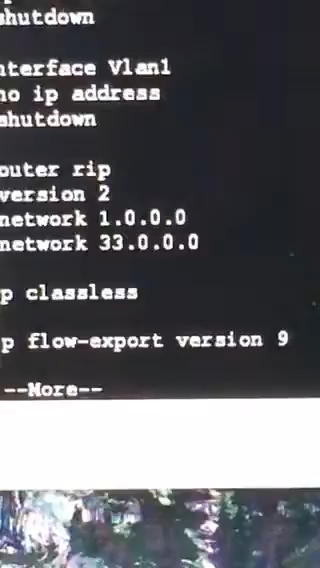 shutdown
nterface Vlan1
no ip address
shutdown
outer rip
version 2
network 1.0.0.0
network 33.0.0.0
p classless
p flow-export version 9
--More--